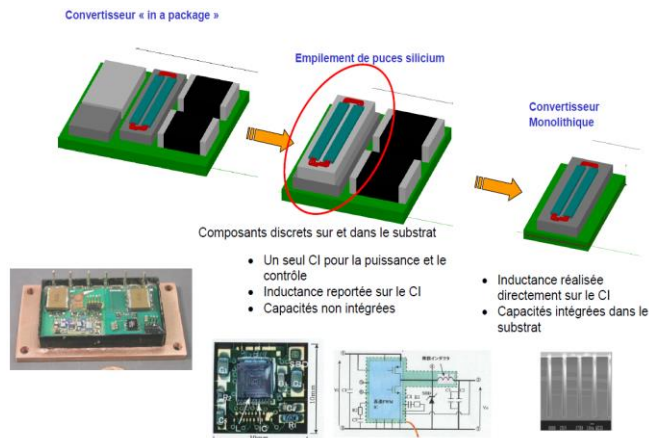 Convertisseur « in a package »
Empilement de puces silicium
Convertisseur
Monolithique
Composants discrets sur et dans le substrat
• Un seul CI pour la puissance et le
contrôle
• Inductance reportée sur le CI
• Capacités non intégrées
• Inductance réalisée
directement sur le CI
• Capacités intégrées dans le
substrat
10mm
10mm